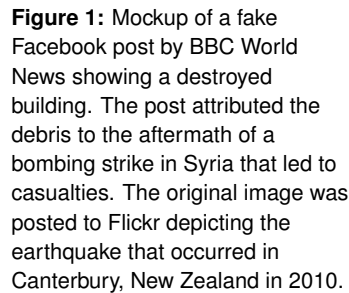 Figure 1: Mockup of a fake
Facebook post by BBC World
News showing a destroyed
building. The post attributed the
debris to the aftermath of a
bombing strike in Syria that led to
casualties. The original image was
posted to Flickr depicting the
earthquake that occurred in
Canterbury, New Zealand in 2010.